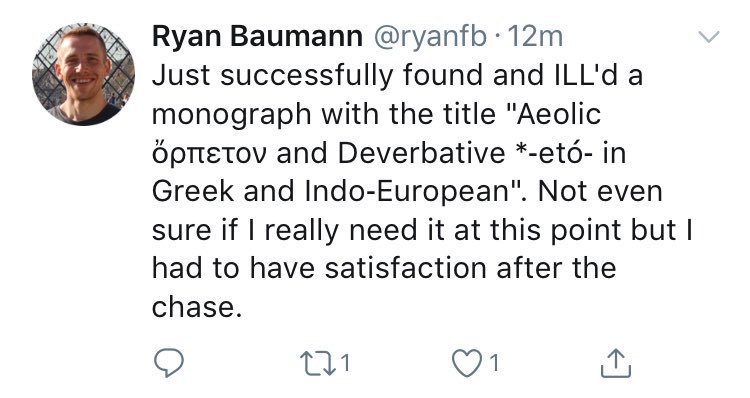 Ryan Baumann @ryanfb · 12m
Just successfully found and ILL'd a
monograph with the title "Aeolic
ὄρπετον and Deverbative *-etó- in
Greek and Indo-European". Not even
sure if I really need it at this point but I
had to have satisfaction after the
chase.
1 1